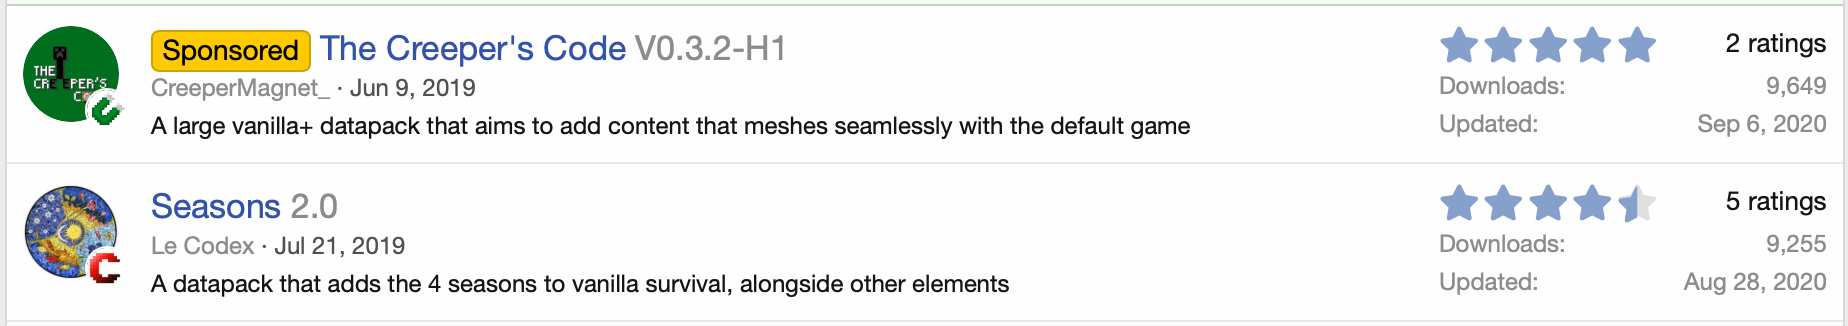 THE
CREEPER'S
Sponsored The Creeper's Code V0.3.2-H1
CreeperMagnet_ · Jun 9, 2019
A large vanilla+ datapack that aims to add content that meshes seamlessly with the default game
2 ratings
Downloads: 9,649
Updated: Sep 6, 2020
Seasons 2.0
Le Codex · Jul 21, 2019
A datapack that adds the 4 seasons to vanilla survival, alongside other elements
5 ratings
Downloads: 9,255
Updated: Aug 28, 2020